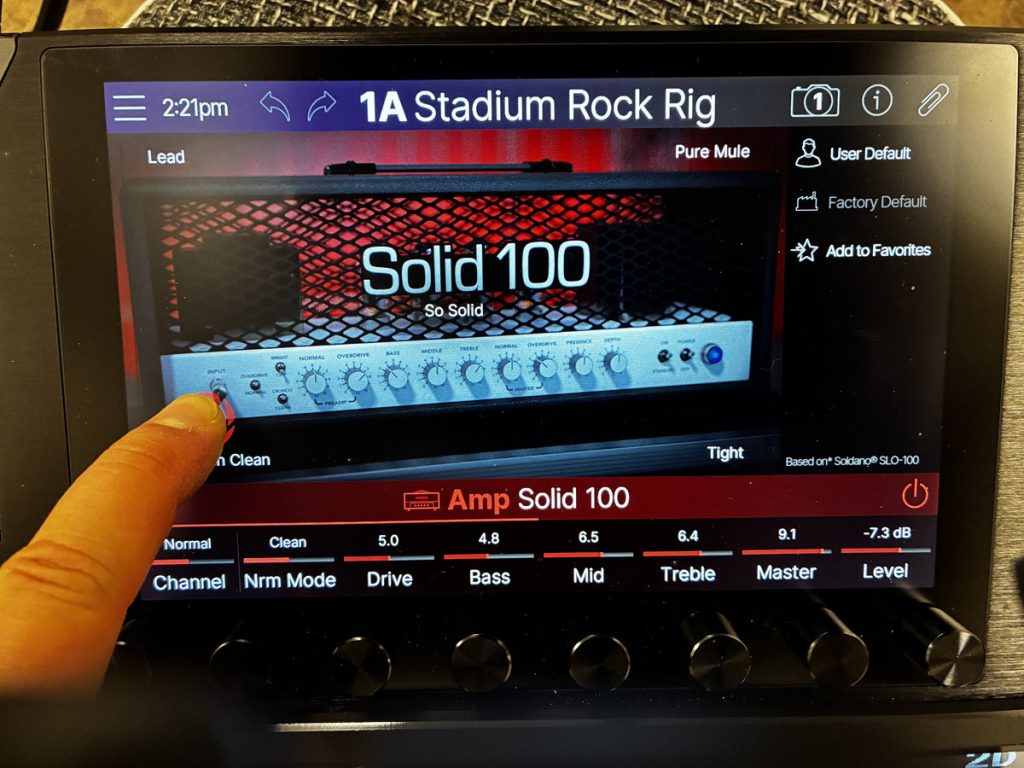 2:21pm
1A Stadium Rock Rig
1
i
Lead
Pure Mule
User Default
Factory Default
Add to Favorites
Solid 100
So Solid
INPUT
OVERDRIVE
NORMAL
BRIGHT
CRUNCH
CLEAN
NORMAL
OVERDRIVE
BASS
MIDDLE
TREBLE
NORMAL
OVERDRIVE
PRESENCE
DEPTH
PREAMP
MASTER
ON
POWER
STANDBY
OFF
Clean
Tight
Based on* Soldano® SLO-100
Amp Solid 100
Normal
Clean
5.0
4.8
6.5
6.4
9.1
-7.3 dB
Channel
Nrm Mode
Drive
Bass
Mid
Treble
Master
Level